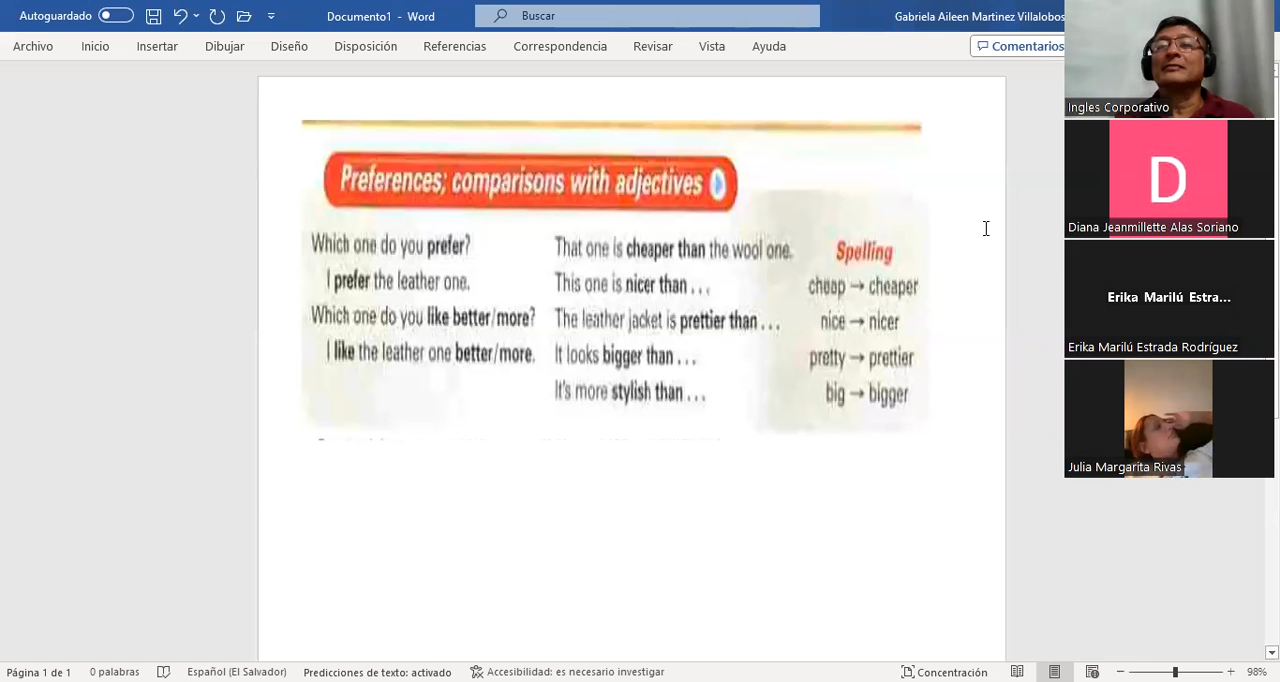 Autoguardado
Documento1 - Word
Buscar
Gabriela Aileen Martinez Villalobos
Archivo Inicio Insertar Dibujar Diseño Disposición Referencias Correspondencia Revisar Vista Ayuda
Comentarios
Ingles Corporativo
D
Diana Jeanmillette Alas Soriano
Erika Marilú Estra...
Erika Marilú Estrada Rodríguez
Julia Margarita Rivas
Preferences; comparisons with adjectives
Which one do you prefer?
I prefer the leather one.
Which one do you like better/more?
I like the leather one better/more.
That one is cheaper than the wool one.
This one is nicer than . . .
The leather jacket is prettier than . . .
It looks bigger than . . .
It's more stylish than . . .
Spelling
cheap → cheaper
nice → nicer
pretty → prettier
big → bigger
Página 1 de 1 0 palabras Español (El Salvador) Predicciones de texto: activado Accesibilidad: es necesario investigar Concentración 98%